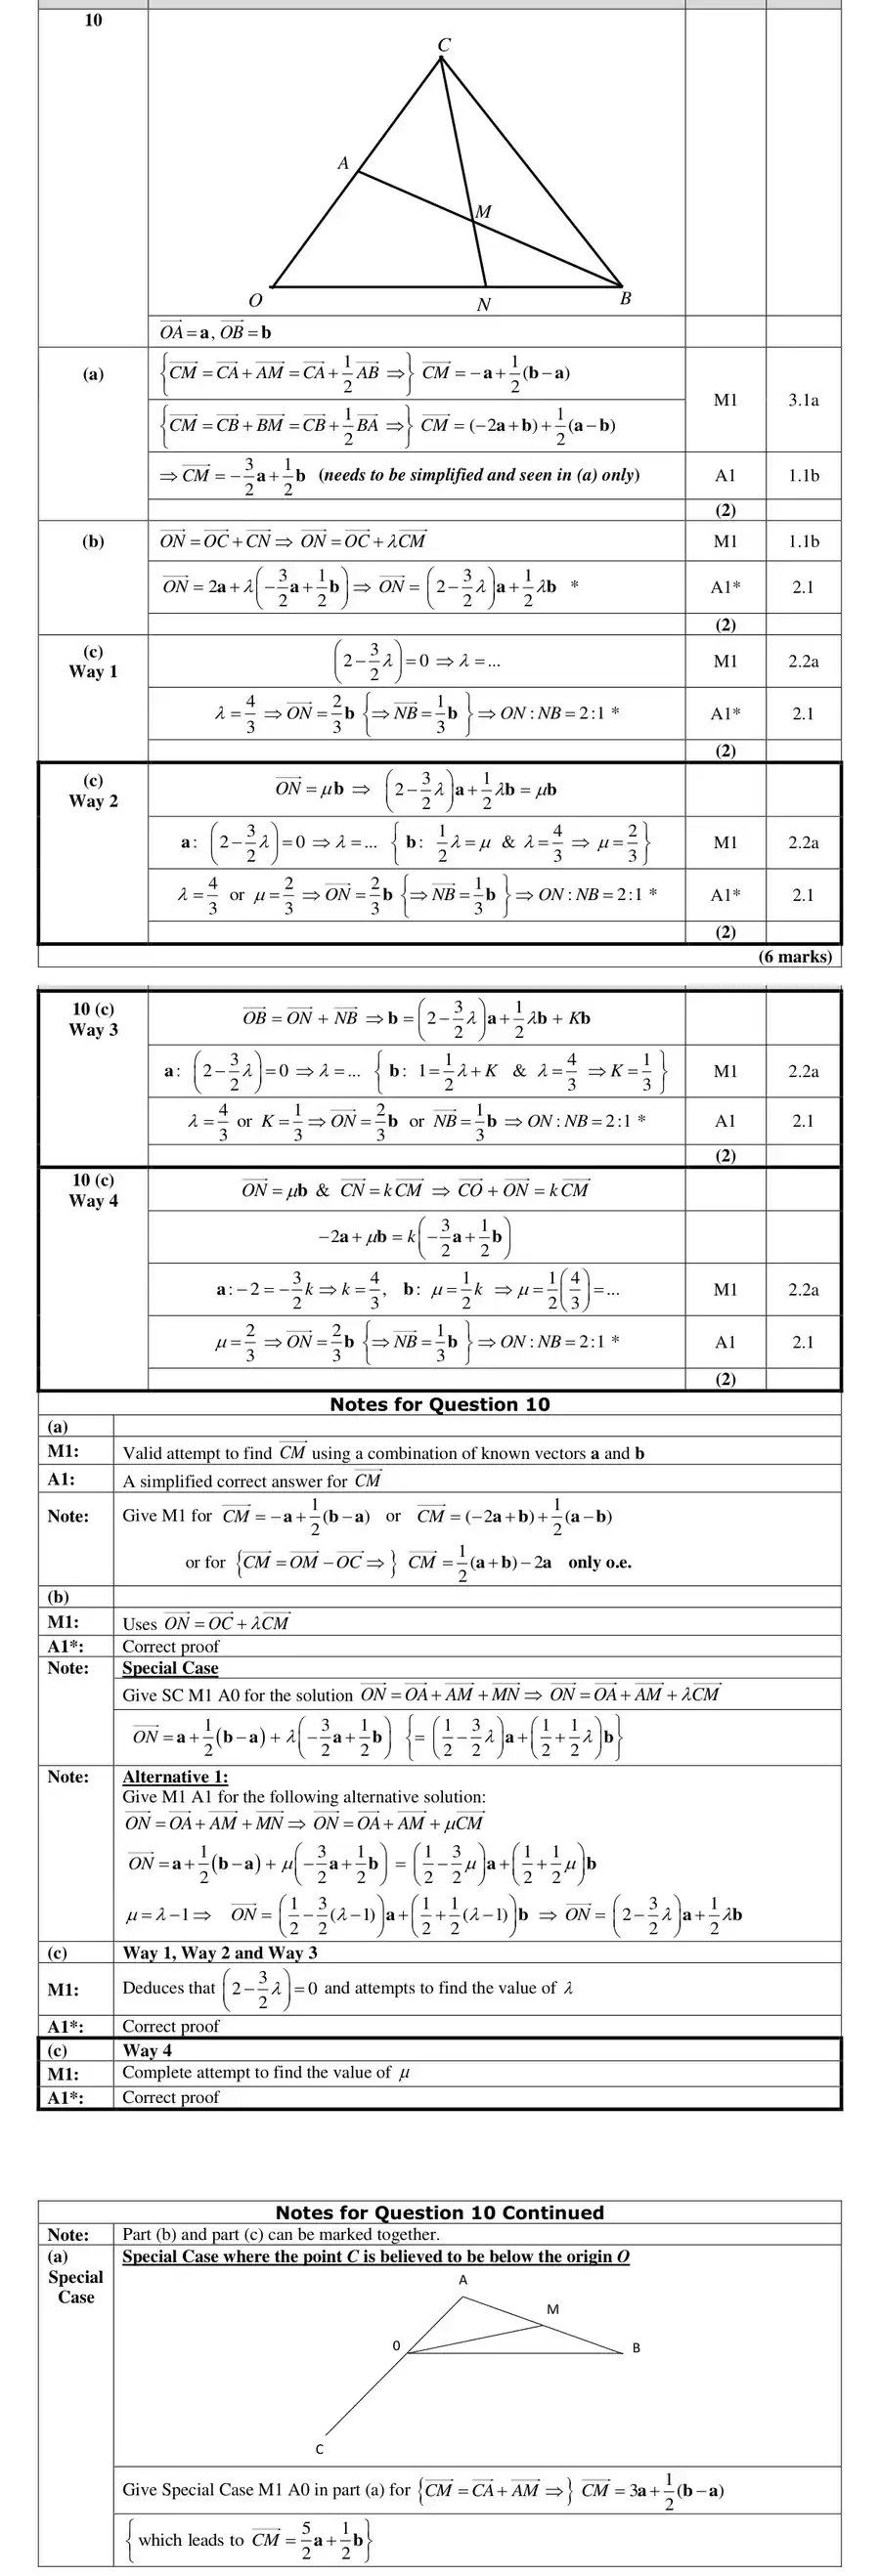 10
C
A
M
O
N
B
OA = a, OB = b
(a)
{CM = CA + AM = CA + 1/2 AB ⇒} CM = −a + 1/2(b − a)
M1
3.1a
{CM = CB + BM = CB + 1/2 BA ⇒} CM = (−2a + b) + 1/2(a − b)
⇒ CM = −3/2 a + 1/2 b (needs to be simplified and seen in (a) only)
A1
1.1b
(2)
(b)
ON = OC + CN ⇒ ON = OC + λCM
M1
1.1b
ON = 2a + λ(−3/2 a + 1/2 b) ⇒ ON = (2 − 3/2 λ)a + 1/2 λb *
A1*
2.1
(2)
(c)
Way 1
(2 − 3/2 λ) = 0 ⇒ λ = ...
M1
2.2a
λ = 4/3 ⇒ ON = 2/3 b {⇒ NB = 1/3 b} ⇒ ON : NB = 2:1 *
A1*
2.1
(2)
(c)
Way 2
ON = μb ⇒ (2 − 3/2 λ)a + 1/2 λb = μb
a: (2 − 3/2 λ) = 0 ⇒ λ = ... {b: 1/2 λ = μ & λ = 4/3 ⇒ μ = 2/3}
M1
2.2a
λ = 4/3 or μ = 2/3 ⇒ ON = 2/3 b {⇒ NB = 1/3 b} ⇒ ON : NB = 2:1 *
A1*
2.1
(2)
(6 marks)
10 (c)
Way 3
OB = ON + NB ⇒ b = (2 − 3/2 λ)a + 1/2 λb + Kb
a: (2 − 3/2 λ) = 0 ⇒ λ = ... {b: 1 = 1/2 λ + K & λ = 4/3 ⇒ K = 1/3}
M1
2.2a
λ = 4/3 or K = 1/3 ⇒ ON = 2/3 b or NB = 1/3 b ⇒ ON : NB = 2:1 *
A1
2.1
(2)
10 (c)
Way 4
ON = μb & CN = k CM ⇒ CO + ON = k CM
−2a + μb = k(−3/2 a + 1/2 b)
a: −2 = −3/2 k ⇒ k = 4/3, b: μ = 1/2 k ⇒ μ = 1/2(4/3) = ...
M1
2.2a
μ = 2/3 ⇒ ON = 2/3 b {⇒ NB = 1/3 b} ⇒ ON : NB = 2:1 *
A1
2.1
(2)
Notes for Question 10
(a)
M1: Valid attempt to find CM using a combination of known vectors a and b
A1: A simplified correct answer for CM
Note: Give M1 for CM = −a + 1/2(b − a) or CM = (−2a + b) + 1/2(a − b)
or for {CM = OM − OC ⇒} CM = 1/2(a + b) − 2a only o.e.
(b)
M1: Uses ON = OC + λCM
A1*: Correct proof
Note: Special Case
Give SC M1 A0 for the solution ON = OA + AM + MN ⇒ ON = OA + AM + λCM
ON = a + 1/2(b − a) + λ(−3/2 a + 1/2 b) {= (1/2 − 3/2 λ)a + (1/2 + 1/2 λ)b}
Note: Alternative 1:
Give M1 A1 for the following alternative solution:
ON = OA + AM + MN ⇒ ON = OA + AM + μCM
ON = a + 1/2(b − a) + μ(−3/2 a + 1/2 b) = (1/2 − 3/2 μ)a + (1/2 + 1/2 μ)b
μ = λ − 1 ⇒ ON = (1/2 − 3/2(λ − 1))a + (1/2 + 1/2(λ − 1))b ⇒ ON = (2 − 3/2 λ)a + 1/2 λb
(c) Way 1, Way 2 and Way 3
M1: Deduces that (2 − 3/2 λ) = 0 and attempts to find the value of λ
A1*: Correct proof
(c) Way 4
M1: Complete attempt to find the value of μ
A1*: Correct proof
Notes for Question 10 Continued
Note: Part (b) and part (c) can be marked together.
(a) Special Case where the point C is believed to be below the origin O
Special
Case
A
M
0
B
C
Give Special Case M1 A0 in part (a) for {CM = CA + AM ⇒} CM = 3a + 1/2(b − a)
{which leads to CM = 5/2 a + 1/2 b}